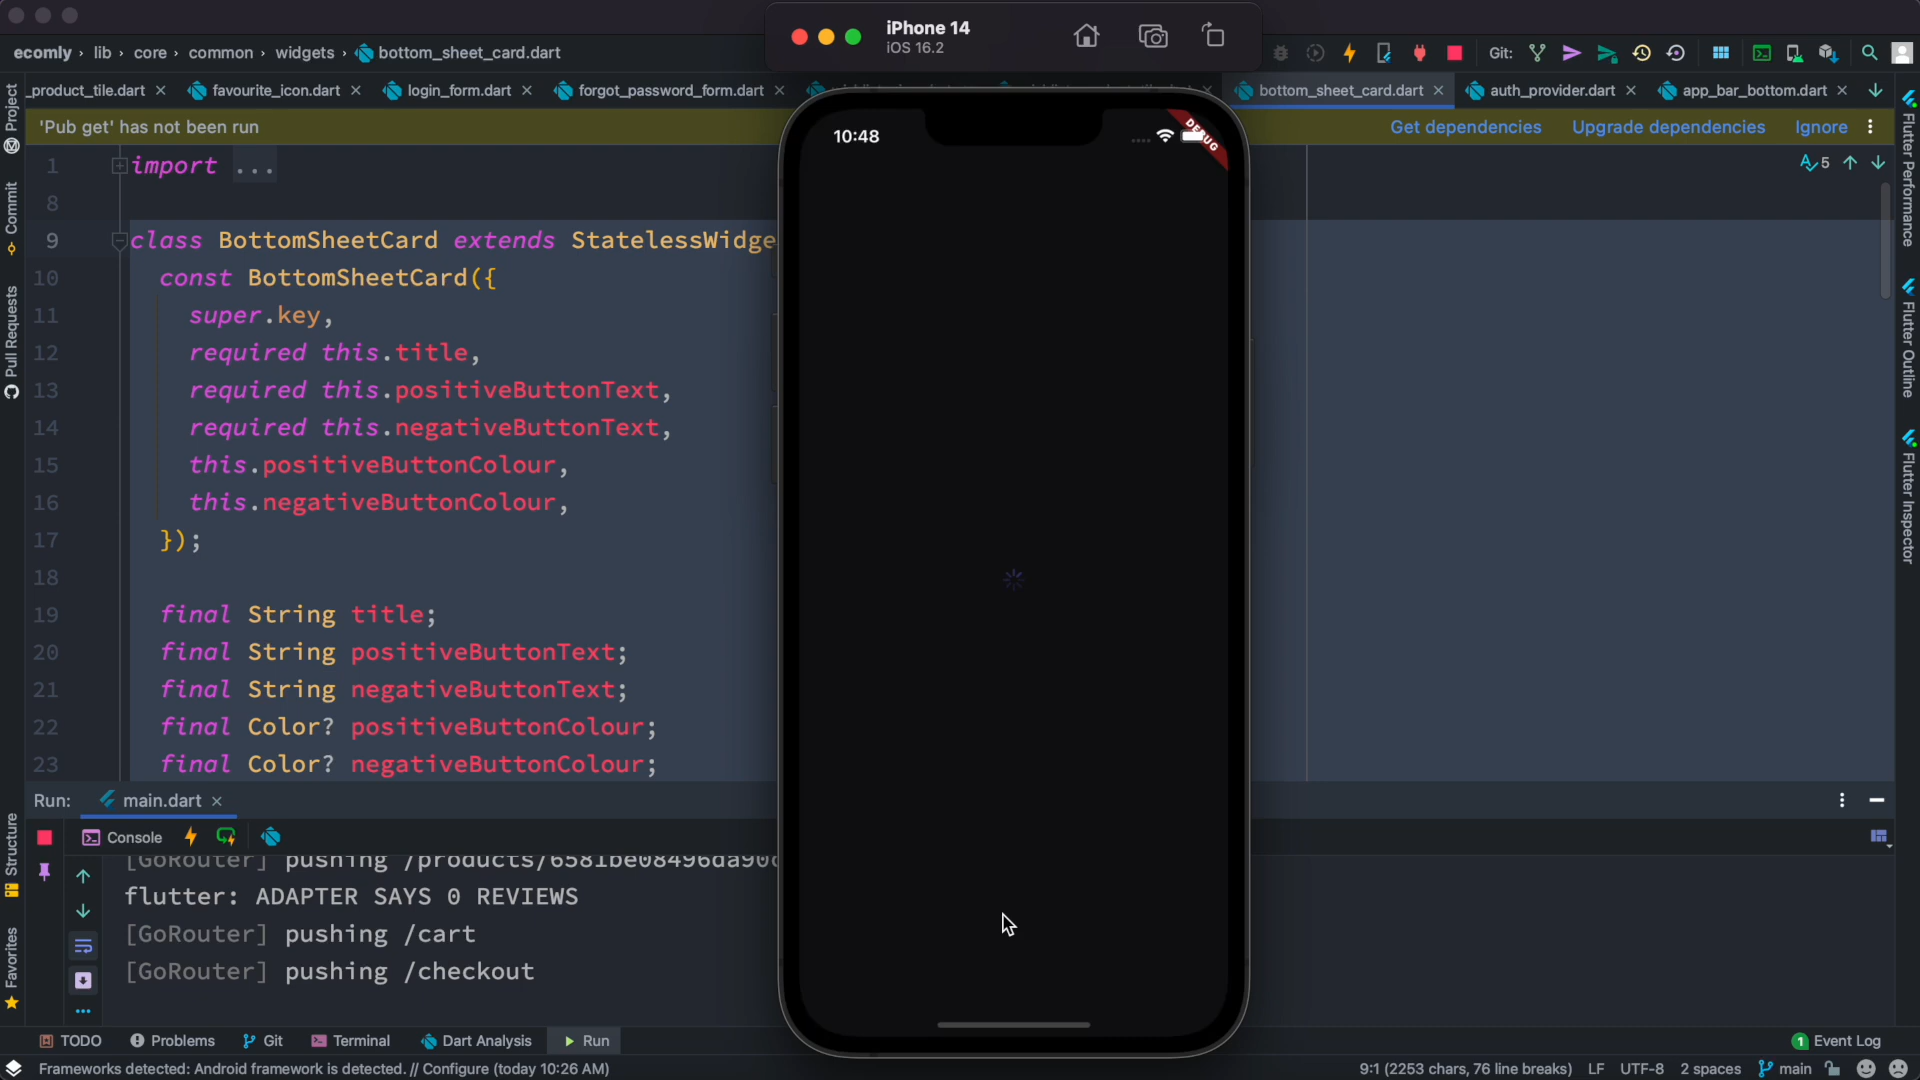 iPhone 14
iOS 16.2
ecomly › lib › core › common › widgets › bottom_sheet_card.dart
Git:
_product_tile.dart
favourite_icon.dart
login_form.dart
forgot_password_form.dart
bottom_sheet_card.dart
auth_provider.dart
app_bar_bottom.dart
'Pub get' has not been run
Get dependencies
Upgrade dependencies
Ignore
10:48
DEBUG
5
1 import ...
8
9 class BottomSheetCard extends StatelessWidge
10 const BottomSheetCard({
11 super.key,
12 required this.title,
13 required this.positiveButtonText,
14 required this.negativeButtonText,
15 this.positiveButtonColour,
16 this.negativeButtonColour,
17 });
18
19 final String title;
20 final String positiveButtonText;
21 final String negativeButtonText;
22 final Color? positiveButtonColour;
23 final Color? negativeButtonColour;
Project
Commit
Pull Requests
Structure
Favorites
Flutter Performance
Flutter Outline
Flutter Inspector
Run: main.dart
Console
[GoRouter] pushing /products/6581be08496da90
flutter: ADAPTER SAYS 0 REVIEWS
[GoRouter] pushing /cart
[GoRouter] pushing /checkout
TODO
Problems
Git
Terminal
Dart Analysis
Run
1 Event Log
Frameworks detected: Android framework is detected. // Configure (today 10:26 AM)
9:1 (2253 chars, 76 line breaks)
LF
UTF-8
2 spaces
main